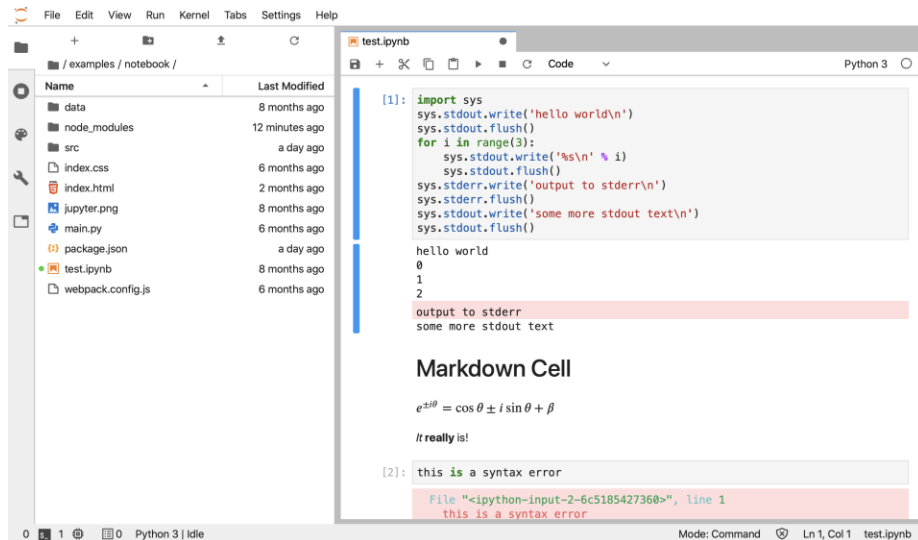 File Edit View Run Kernel Tabs Settings Help
/ examples / notebook /
Name Last Modified
data 8 months ago
node_modules 12 minutes ago
src a day ago
index.css 6 months ago
index.html 2 months ago
jupyter.png 8 months ago
main.py 6 months ago
package.json a day ago
test.ipynb 8 months ago
webpack.config.js 6 months ago
test.ipynb
Code Python 3
[1]: import sys
sys.stdout.write('hello world\n')
sys.stdout.flush()
for i in range(3):
    sys.stdout.write('%s\n' % i)
    sys.stdout.flush()
sys.stderr.write('output to stderr\n')
sys.stderr.flush()
sys.stdout.write('some more stdout text\n')
sys.stdout.flush()
hello world
0
1
2
output to stderr
some more stdout text
Markdown Cell
e^{±iθ} = cos θ ± i sin θ + β
It really is!
[2]: this is a syntax error
File "<ipython-input-2-6c5185427360>", line 1
this is a syntax error
0 1 0 Python 3 | Idle Mode: Command Ln 1, Col 1 test.ipynb